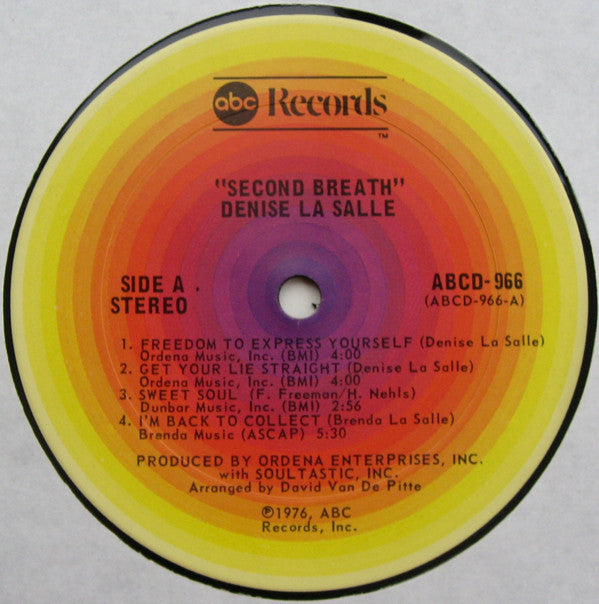 abc Records
TM
"SECOND BREATH"
DENISE LA SALLE
SIDE A .
STEREO
ABCD-966
(ABCD-966-A)
1. FREEDOM TO EXPRESS YOURSELF (Denise La Salle)
Ordena Music, Inc. (BMI) 4:00
2. GET YOUR LIE STRAIGHT (Denise La Salle)
Ordena Music, Inc. (BMI) 4:00
3. SWEET SOUL (F. Freeman/H. Nehls)
Dunbar Music, Inc. (BMI) 2:56
4. I'M BACK TO COLLECT (Brenda La Salle)
Brenda Music (ASCAP) 5:30
PRODUCED BY ORDENA ENTERPRISES, INC.
with SOULTASTIC, INC.
Arranged by David Van De Pitte
℗1976, ABC
Records, Inc.